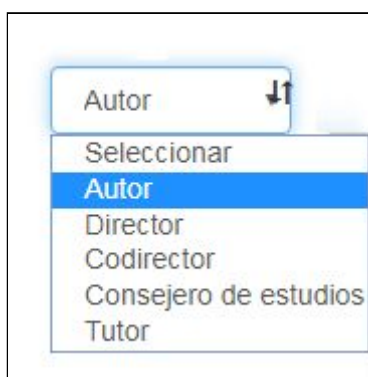 Autor
Seleccionar
Autor
Director
Codirector
Consejero de estudios
Tutor